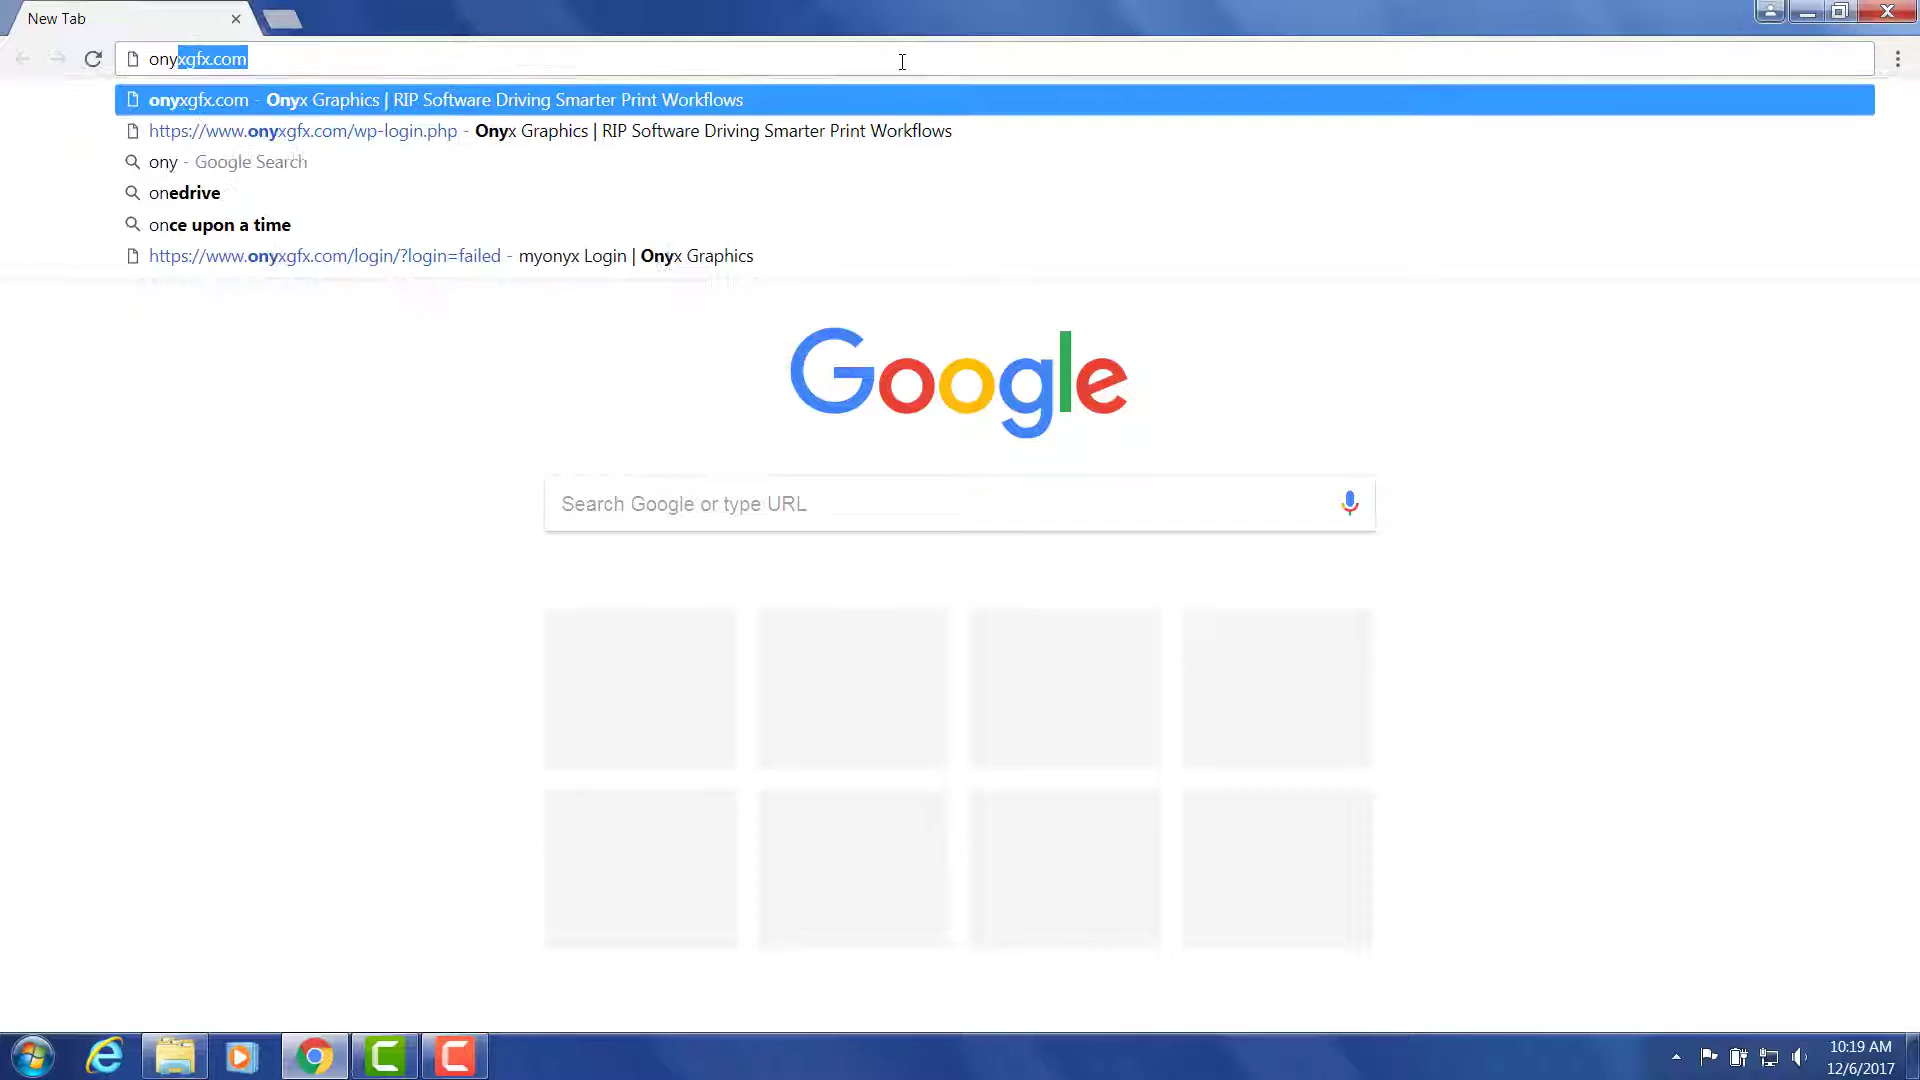 New Tab
onyxgfx.com
onyxgfx.com - Onyx Graphics | RIP Software Driving Smarter Print Workflows
https://www.onyxgfx.com/wp-login.php - Onyx Graphics | RIP Software Driving Smarter Print Workflows
ony - Google Search
onedrive
once upon a time
https://www.onyxgfx.com/login/?login=failed - myonyx Login | Onyx Graphics
Google
Search Google or type URL
10:19 AM
12/6/2017